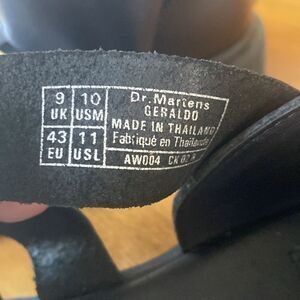 9 UK 10 USM
43 EU 11 USL
Dr.Martens
GERALDO
MADE IN THAILAND
Fabriqué en Thaïlande
AW004 CK